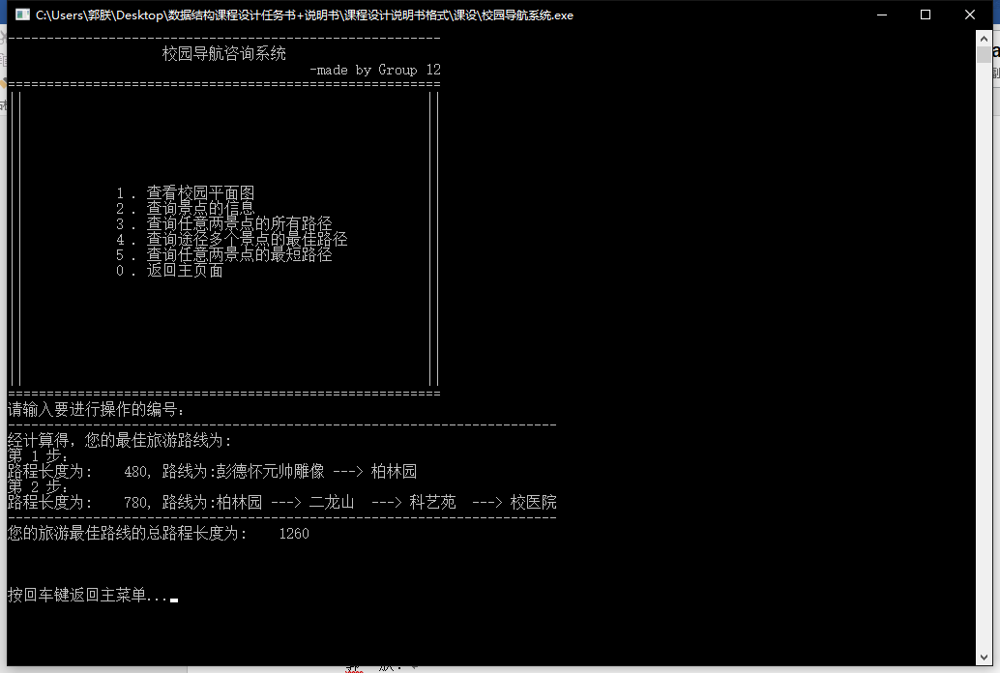 C:\Users\郭朕\Desktop\数据结构课程设计任务书+说明书\课程设计说明书格式\课设\校园导航系统.exe
校园导航咨询系统
-made by Group 12
1. 查看校园平面图
2. 查询景点的信息
3. 查询任意两景点的所有路径
4. 查询途径多个景点的最佳路径
5. 查询任意两景点的最短路径
0. 返回主页面
请输入要进行操作的编号:
经计算得, 您的最佳旅游路线为:
第 1 步:
路程长度为: 480, 路线为:彭德怀元帅雕像 ---> 柏林园
第 2 步:
路程长度为: 780, 路线为:柏林园 ---> 二龙山 ---> 科艺苑 ---> 校医院
您的旅游最佳路线的总路程长度为: 1260
按回车键返回主菜单...